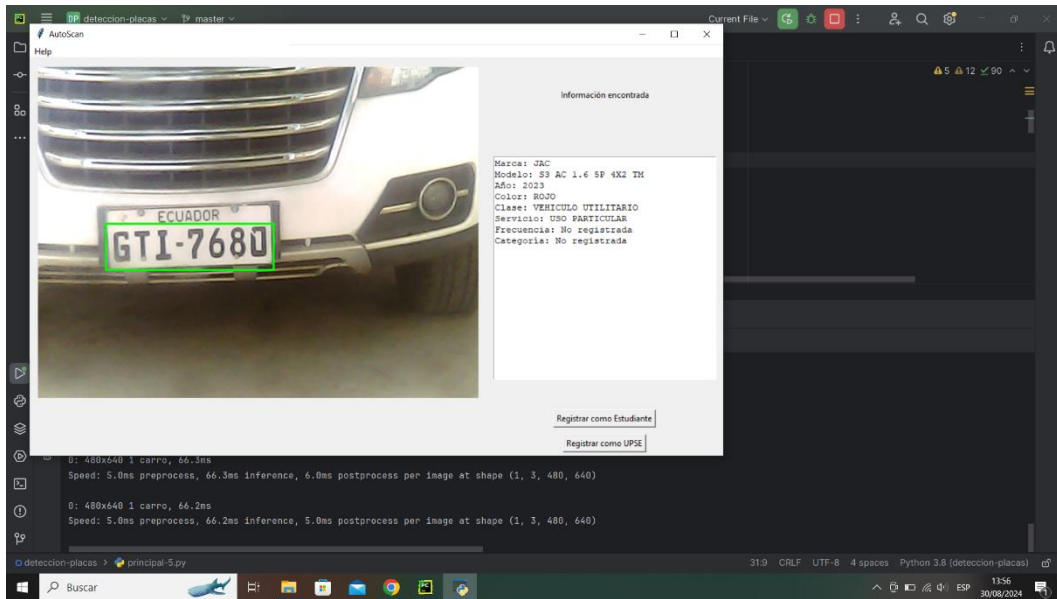 DP deteccion-placas master Current File
AutoScan
Help
5 12 90
Información encontrada
Marca: JAC
Modelo: S3 AC 1.6 5P 4X2 TM
Año: 2023
Color: ROJO
Clase: VEHICULO UTILITARIO
Servicio: USO PARTICULAR
Frecuencia: No registrada
Categoria: No registrada
ECUADOR
GTI-7680
Registrar como Estudiante
Registrar como UPSE
0: 480x640 1 carro, 66.3ms
Speed: 5.0ms preprocess, 66.3ms inference, 6.0ms postprocess per image at shape (1, 3, 480, 640)
0: 480x640 1 carro, 66.2ms
Speed: 5.0ms preprocess, 66.2ms inference, 5.0ms postprocess per image at shape (1, 3, 480, 640)
deteccion-placas > principal-5.py 31:9 CRLF UTF-8 4 spaces Python 3.8 (deteccion-placas)
Buscar ESP 13:56
30/08/2024